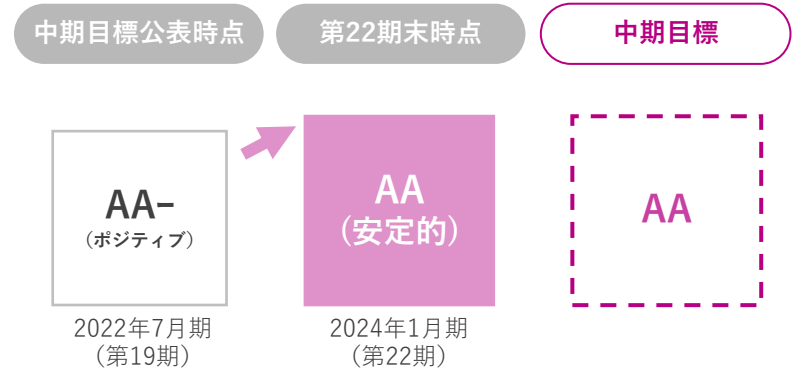 中期目標公表時点
第22期末時点
中期目標
AA-
（ポジティブ）
AA
（安定的）
AA
2022年7月期
（第19期）
2024年1月期
（第22期）